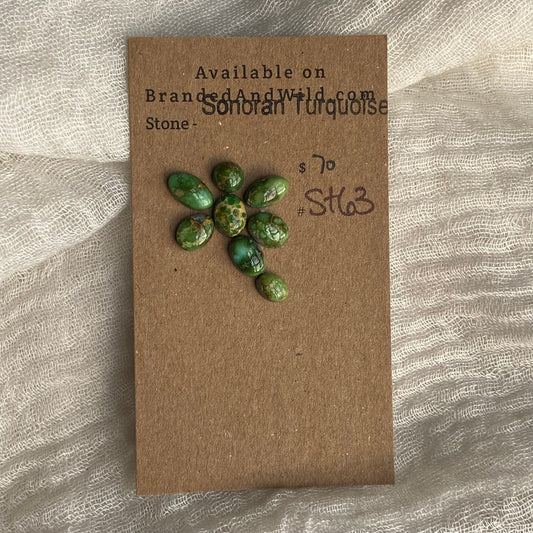 Available on
BrandedAndWild.com
Sonoran Turquoise
Stone -
$ 70
# St63